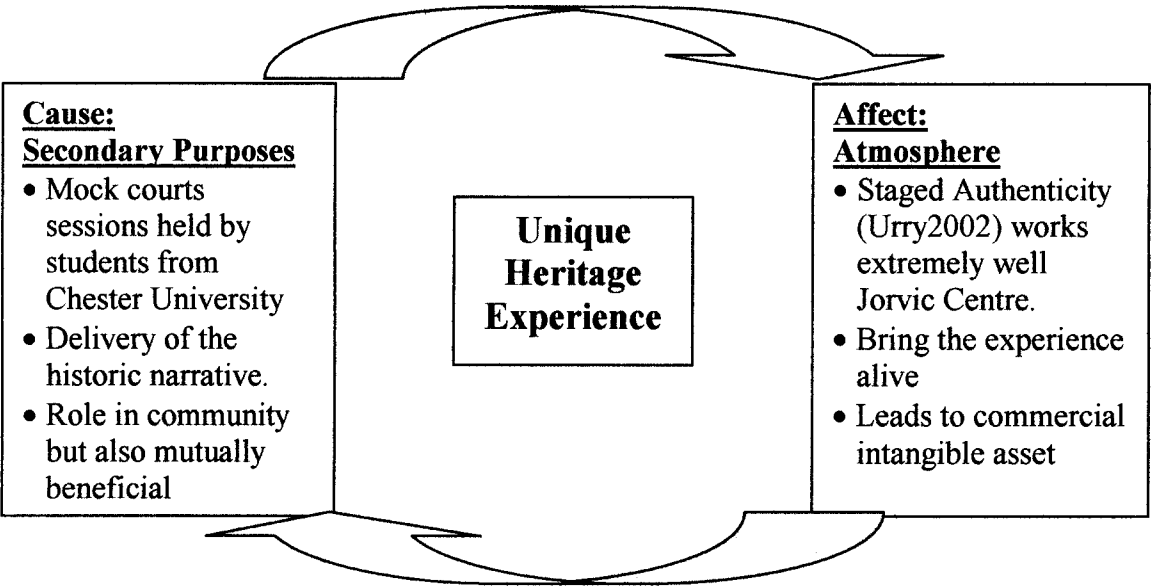 Cause:
Secondary Purposes
• Mock courts
sessions held by
students from
Chester University
• Delivery of the
historic narrative.
• Role in community
but also mutually
beneficial
Unique
Heritage
Experience
Affect:
Atmosphere
• Staged Authenticity
(Urry2002) works
extremely well
Jorvic Centre.
• Bring the experience
alive
• Leads to commercial
intangible asset